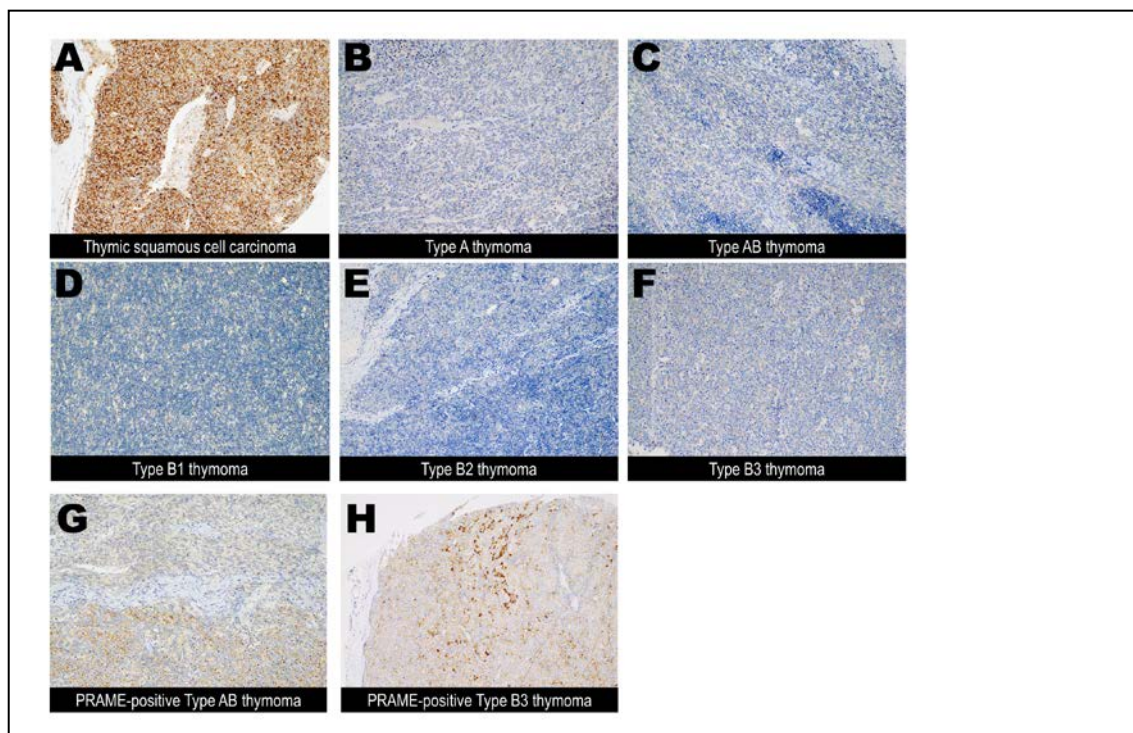 A
B
C
Thymic squamous cell carcinoma
Type A thymoma
Type AB thymoma
D
E
F
Type B1 thymoma
Type B2 thymoma
Type B3 thymoma
G
H
PRAME-positive Type AB thymoma
PRAME-positive Type B3 thymoma